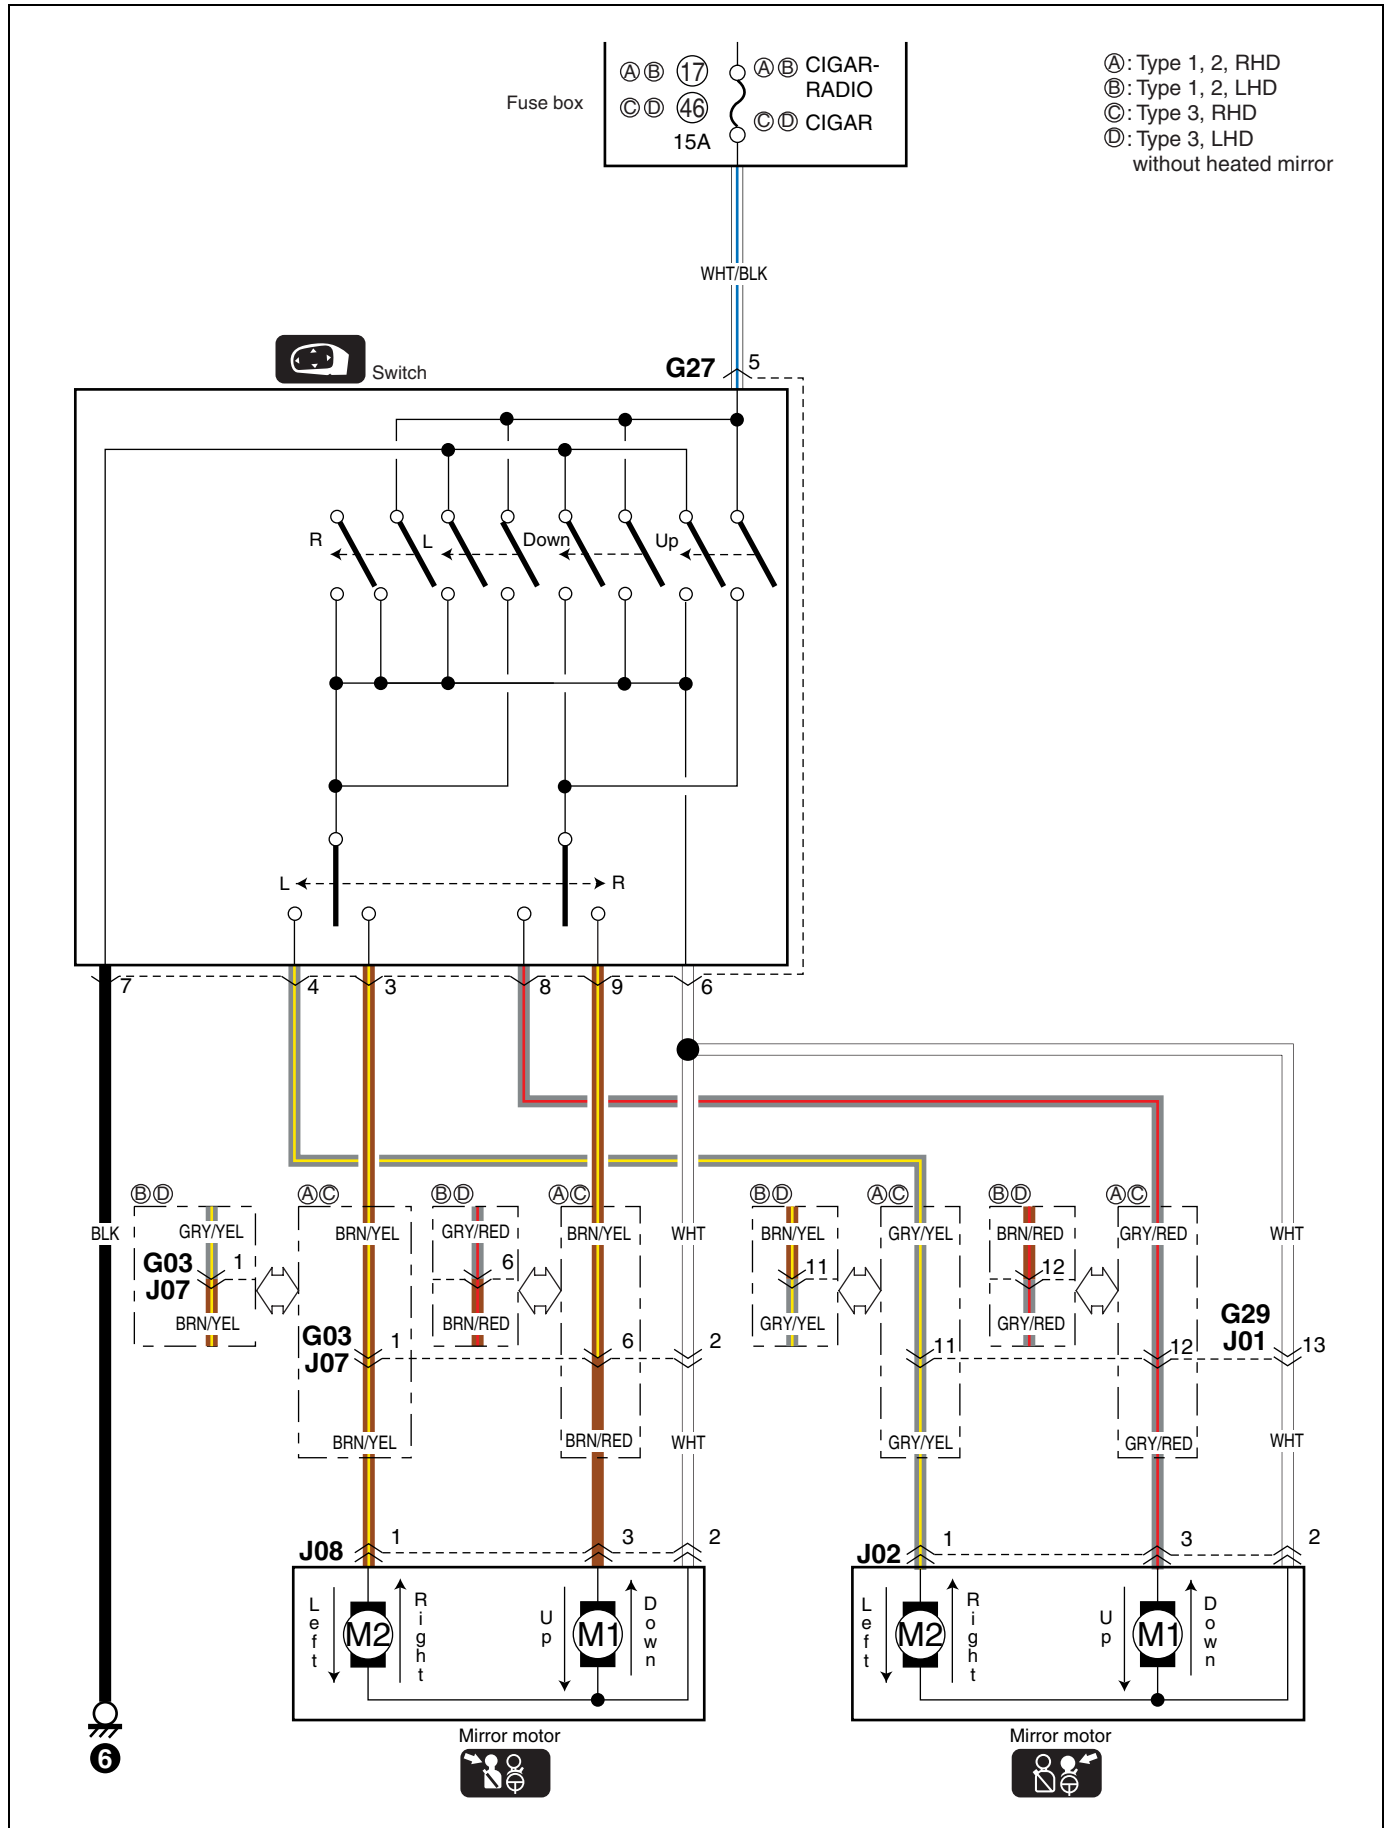 Ⓐ Ⓑ ⑰ Ⓐ Ⓑ CIGAR-
RADIO
Fuse box
Ⓒ Ⓓ ㊻ Ⓒ Ⓓ CIGAR
15A
Ⓐ: Type 1, 2, RHD
Ⓑ: Type 1, 2, LHD
Ⓒ: Type 3, RHD
Ⓓ: Type 3, LHD
without heated mirror
WHT/BLK
Switch
G27 5
R L Down Up
L R
7 4 3 8 9 6
ⒷⒹ ⒶⒸ ⒷⒹ ⒶⒸ ⒷⒹ ⒶⒸ ⒷⒹ ⒶⒸ
BLK GRY/YEL BRN/YEL GRY/RED BRN/YEL WHT BRN/YEL GRY/YEL BRN/RED GRY/RED WHT
G03 1 6 11 12
J07
BRN/YEL BRN/RED GRY/YEL GRY/RED
G03 1 6 2 11 12 G29 13
J07 J01
BRN/YEL BRN/RED WHT GRY/YEL GRY/RED WHT
J08 1 3 2 J02 1 3 2
Left M2 Right Up M1 Down
Left M2 Right Up M1 Down
Mirror motor Mirror motor
6